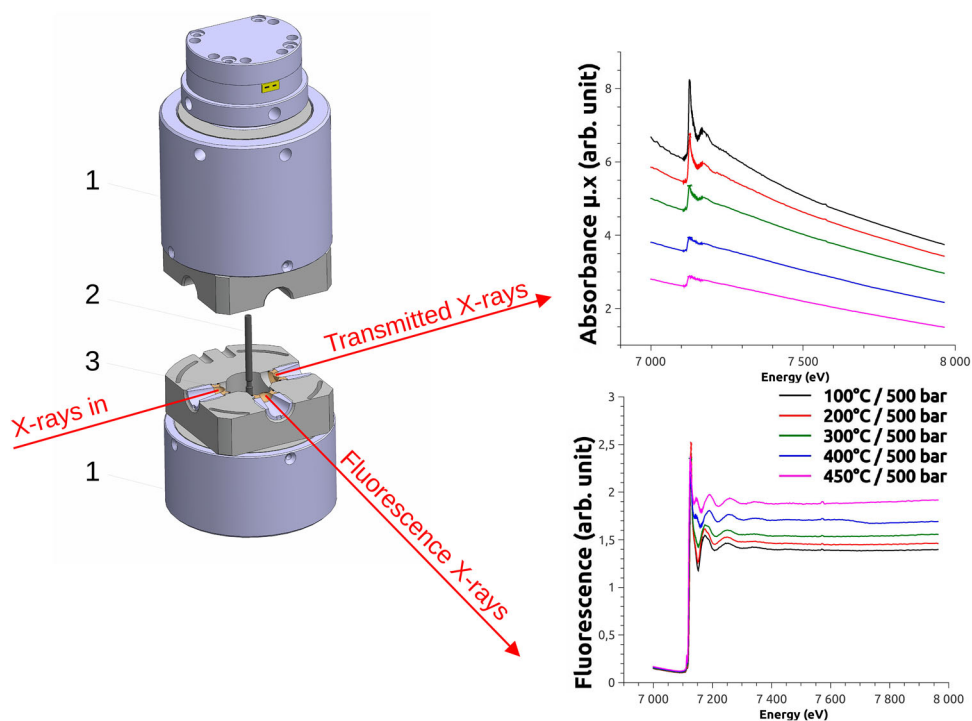 1
2
3
1
X-rays in
Transmitted X-rays
Fluorescence X-rays
Absorbance µ.x (arb. unit)
8
6
4
2
7 000
7 500
8 000
Energy (eV)
Fluorescence (arb. unit)
3
2,5
2
1,5
1
0,5
0
100°C / 500 bar
200°C / 500 bar
300°C / 500 bar
400°C / 500 bar
450°C / 500 bar
7 000
7 200
7 400
7 600
7 800
8 000
Energy (eV)